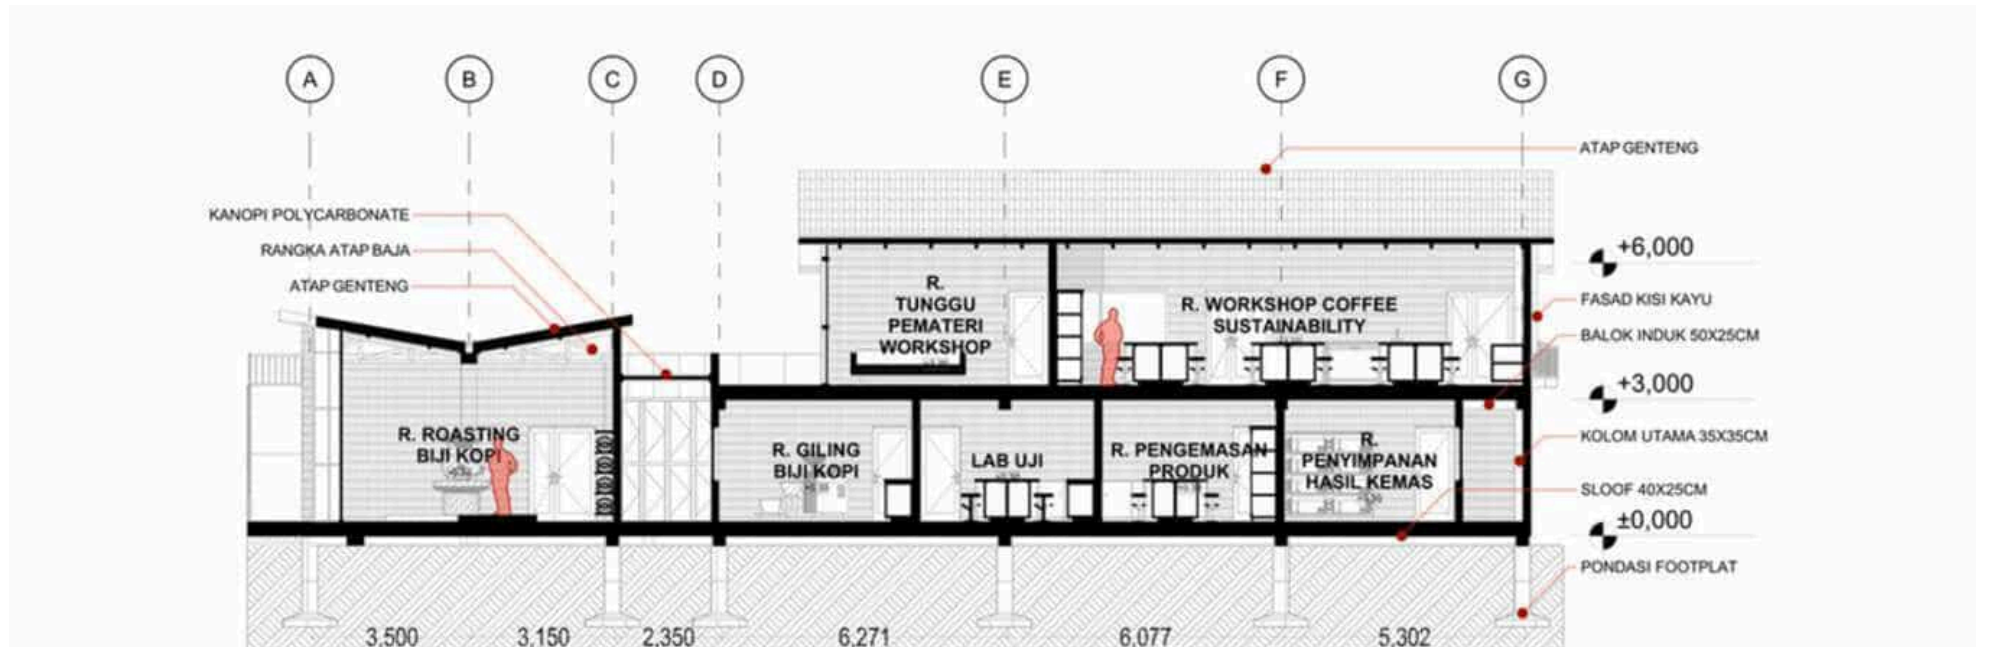 A B C D E F G
ATAP GENTENG
KANOPI POLYCARBONATE
RANGKA ATAP BAJA
ATAP GENTENG
+6,000
FASAD KISI KAYU
BALOK INDUK 50X25CM
+3,000
KOLOM UTAMA 35X35CM
SLOOF 40X25CM
±0,000
PONDASI FOOTPLAT
R.
TUNGGU
PEMATERI
WORKSHOP
R. WORKSHOP COFFEE
SUSTAINABILITY
R. ROASTING
BIJI KOPI
R. GILING
BIJI KOPI
LAB UJI
R. PENGEMASAN
PRODUK
R.
PENYIMPANAN
HASIL KEMAS
3.500 3.150 2.350 6.271 6.077 5.302